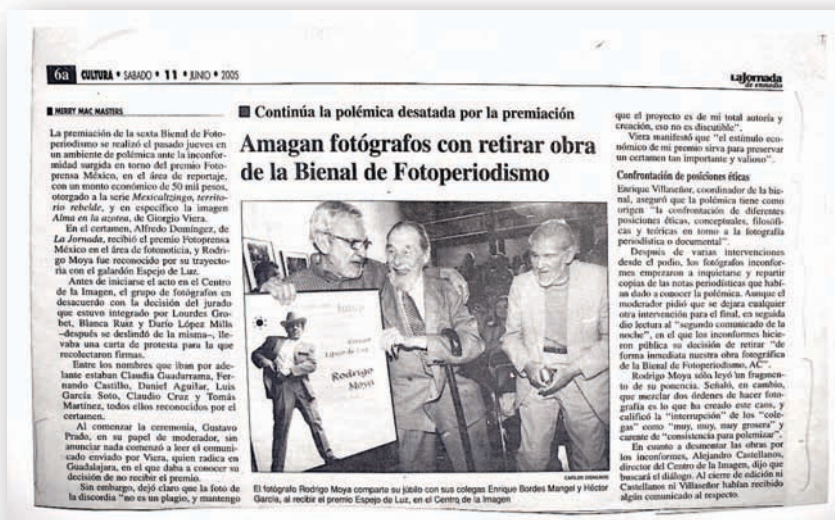 6a CULTURA • SABADO • 11 • JUNIO • 2005
La Jornada
de enmedio
■ MERRY MAC MASTERS
La premiación de la sexta Bienal de Foto-
periodismo se realizó el pasado jueves en
un ambiente de polémica ante la inconfor-
midad surgida en torno del premio Foto-
prensa México, en el área de reportaje,
con un monto económico de 50 mil pesos,
otorgado a la serie Mexicaltzingo, territo-
rio rebelde, y en específico la imagen
Alma en la azotea, de Giorgio Viera.
En el certamen, Alfredo Domínguez, de
La Jornada, recibió el premio Fotoprensa
México en el área de fotonoticia, y Rodri-
go Moya fue reconocido por su trayecto-
ria con el galardón Espejo de Luz.
Antes de iniciarse el acto en el Centro
de la Imagen, el grupo de fotógrafos en
desacuerdo con la decisión del jurado
que estuvo integrado por Lourdes Gro-
bet, Blanca Ruiz y Darío López Mills
–después se deslindó de la misma–, lle-
vaba una carta de protesta para la que
recolectaron firmas.
Entre los nombres que iban por ade-
lante estaban Claudia Guadarrama, Fer-
nando Castillo, Daniel Aguilar, Luis
García Soto, Claudio Cruz y Tomás
Martínez, todos ellos reconocidos por el
certamen.
Al comenzar la ceremonia, Gustavo
Prado, en su papel de moderador, sin
anunciar nada comenzó a leer el comuni-
cado enviado por Viera, quien radica en
Guadalajara, en el que daba a conocer su
decisión de no recibir el premio.
Sin embargo, dejó claro que la foto de
la discordia "no es un plagio, y mantengo
■ Continúa la polémica desatada por la premiación
Amagan fotógrafos con retirar obra
de la Bienal de Fotoperiodismo
Espejo de Luz
Rodrigo
Moya
El fotógrafo Rodrigo Moya comparte su júbilo con sus colegas Enrique Bordes Mangel y Héctor
García, al recibir el premio Espejo de Luz, en el Centro de la Imagen
que el proyecto es de mi total autoría y
creación, eso no es discutible".
Viera manifestó que "el estímulo eco-
nómico de mi premio sirva para preservar
un certamen tan importante y valioso".
Confrontación de posiciones éticas
Enrique Villaseñor, coordinador de la bie-
nal, aseguró que la polémica tiene como
origen "la confrontación de diferentes
posiciones éticas, conceptuales, filosófi-
cas y teóricas en torno a la fotografía
periodística o documental".
Después de varias intervenciones
desde el podio, los fotógrafos inconfor-
mes empezaron a inquietarse y repartir
copias de las notas periodísticas que ha-
bían dado a conocer la polémica. Aunque el
moderador pidió que se dejara cualquier
otra intervención para el final, en seguida
dio lectura al "segundo comunicado de la
noche", en el que los inconformes hicie-
ron pública su decisión de retirar "de
forma inmediata nuestra obra fotográfica
de la Bienal de Fotoperiodismo, AC".
Rodrigo Moya sólo leyó un fragmen-
to de su ponencia. Señaló, en cambio,
que mezclar dos órdenes de hacer foto-
grafía es lo que ha creado este caos, y
calificó la "interrupción" de los "cole-
gas" como "muy, muy, muy grosera" y
carente de "consistencia para polemizar".
En cuanto a desmontar las obras por
los inconformes, Alejandro Castellanos,
director del Centro de la Imagen, dijo que
buscará el diálogo. Al cierre de edición ni
Castellanos ni Villaseñor habían recibido
algún comunicado al respecto.